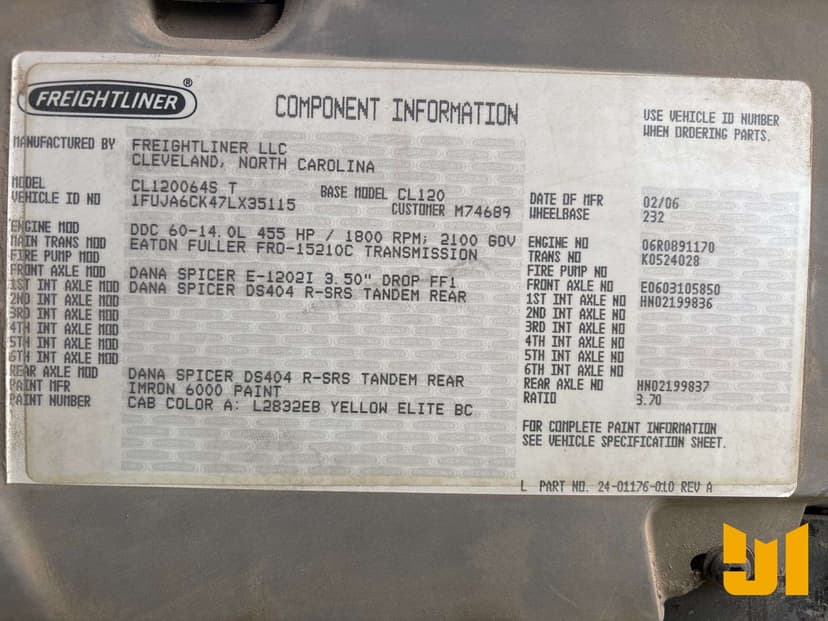 FREIGHTLINER ®
COMPONENT INFORMATION
USE VEHICLE ID NUMBER
WHEN ORDERING PARTS.
MANUFACTURED BY FREIGHTLINER LLC
CLEVELAND, NORTH CAROLINA
MODEL CL120064S T BASE MODEL CL120
VEHICLE ID NO 1FUJA6CK47LX35115 CUSTOMER M74689
DATE OF MFR 02/06
WHEELBASE 232
ENGINE MOD DDC 60-14.0L 455 HP / 1800 RPM; 2100 GOV
MAIN TRANS MOD EATON FULLER FRO-15210C TRANSMISSION
FIRE PUMP MOD
FRONT AXLE MOD DANA SPICER E-1202I 3.50" DROP FF1
1ST INT AXLE MOD DANA SPICER DS404 R-SRS TANDEM REAR
2ND INT AXLE MOD
3RD INT AXLE MOD
4TH INT AXLE MOD
5TH INT AXLE MOD
6TH INT AXLE MOD
REAR AXLE MOD DANA SPICER DS404 R-SRS TANDEM REAR
PAINT MFR IMRON 6000 PAINT
PAINT NUMBER CAB COLOR A: L2832EB YELLOW ELITE BC
ENGINE NO 06R0891170
TRANS NO K0524028
FIRE PUMP NO
FRONT AXLE NO E0603105850
1ST INT AXLE NO HN02199836
2ND INT AXLE NO
3RD INT AXLE NO
4TH INT AXLE NO
5TH INT AXLE NO
6TH INT AXLE NO
REAR AXLE NO HN02199837
RATIO 3.70
FOR COMPLETE PAINT INFORMATION
SEE VEHICLE SPECIFICATION SHEET.
L PART NO. 24-01176-010 REV A